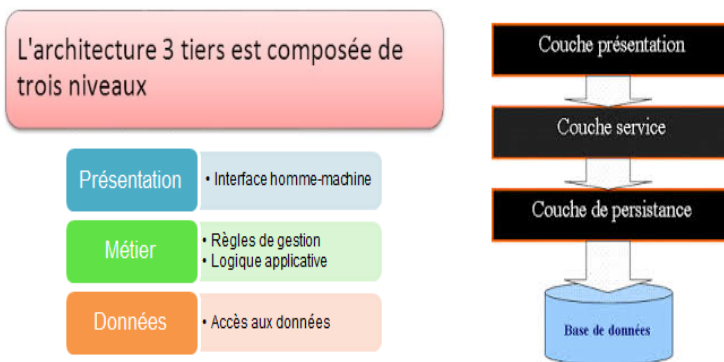 L'architecture 3 tiers est composée de
trois niveaux
Présentation
• Interface homme-machine
Métier
• Règles de gestion
• Logique applicative
Données
• Accès aux données
Couche présentation
Couche service
Couche de persistance
Base de données